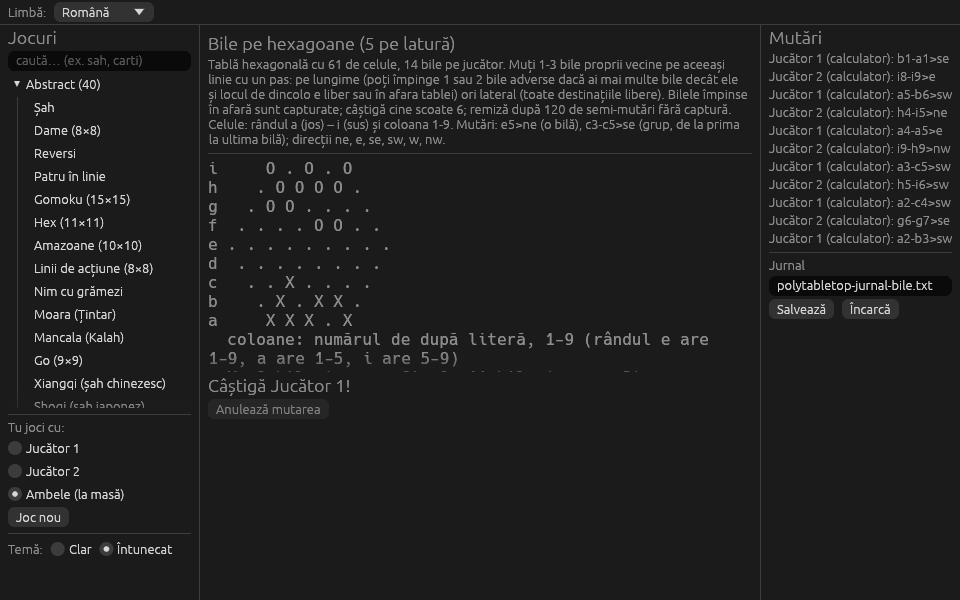 Limbă: Română
Jocuri
caută... (ex. sah, carti)
Abstract (40)
Șah
Dame (8×8)
Reversi
Patru în linie
Gomoku (15×15)
Hex (11×11)
Amazoane (10×10)
Linii de acțiune (8×8)
Nim cu grămezi
Moara (Țintar)
Mancala (Kalah)
Go (9×9)
Xiangqi (șah chinezesc)
Shogi (șah japonez)
Tu joci cu:
Jucător 1
Jucător 2
Ambele (la masă)
Joc nou
Temă: Clar Întunecat
Bile pe hexagoane (5 pe latură)
Tablă hexagonală cu 61 de celule, 14 bile pe jucător. Muți 1-3 bile proprii vecine pe aceeași
linie cu un pas: pe lungime (poți împinge 1 sau 2 bile adverse dacă ai mai multe bile decât ele
și locul de dincolo e liber sau în afara tablei) ori lateral (toate destinațiile libere). Bilele împinse
în afară sunt capturate; câștigă cine scoate 6; remiză după 120 de semi-mutări fără captură.
Celule: rândul a (jos) – i (sus) și coloana 1-9. Mutări: e5>ne (o bilă), c3-c5>se (grup, de la prima
la ultima bilă); direcții ne, e, se, sw, w, nw.
i O . O . O
h . O O O O .
g . O O . . . .
f . . . . O O . .
e . . . . . . . . .
d . . . . . . . .
c . . X . . . .
b . X . X X .
a X X X . X
coloane: numărul de după literă, 1-9 (rândul e are
1-9, a are 1-5, i are 5-9)
Câștigă Jucător 1!
Anulează mutarea
Mutări
Jucător 1 (calculator): b1-a1>se
Jucător 2 (calculator): i8-i9>e
Jucător 1 (calculator): a5-b6>sw
Jucător 2 (calculator): h4-i5>ne
Jucător 1 (calculator): a4-a5>e
Jucător 2 (calculator): i9-h9>nw
Jucător 1 (calculator): a3-c5>sw
Jucător 2 (calculator): h5-i6>sw
Jucător 1 (calculator): a2-c4>sw
Jucător 2 (calculator): g6-g7>se
Jucător 1 (calculator): a2-b3>sw
Jurnal
polytabletop-jurnal-bile.txt
Salvează Încarcă